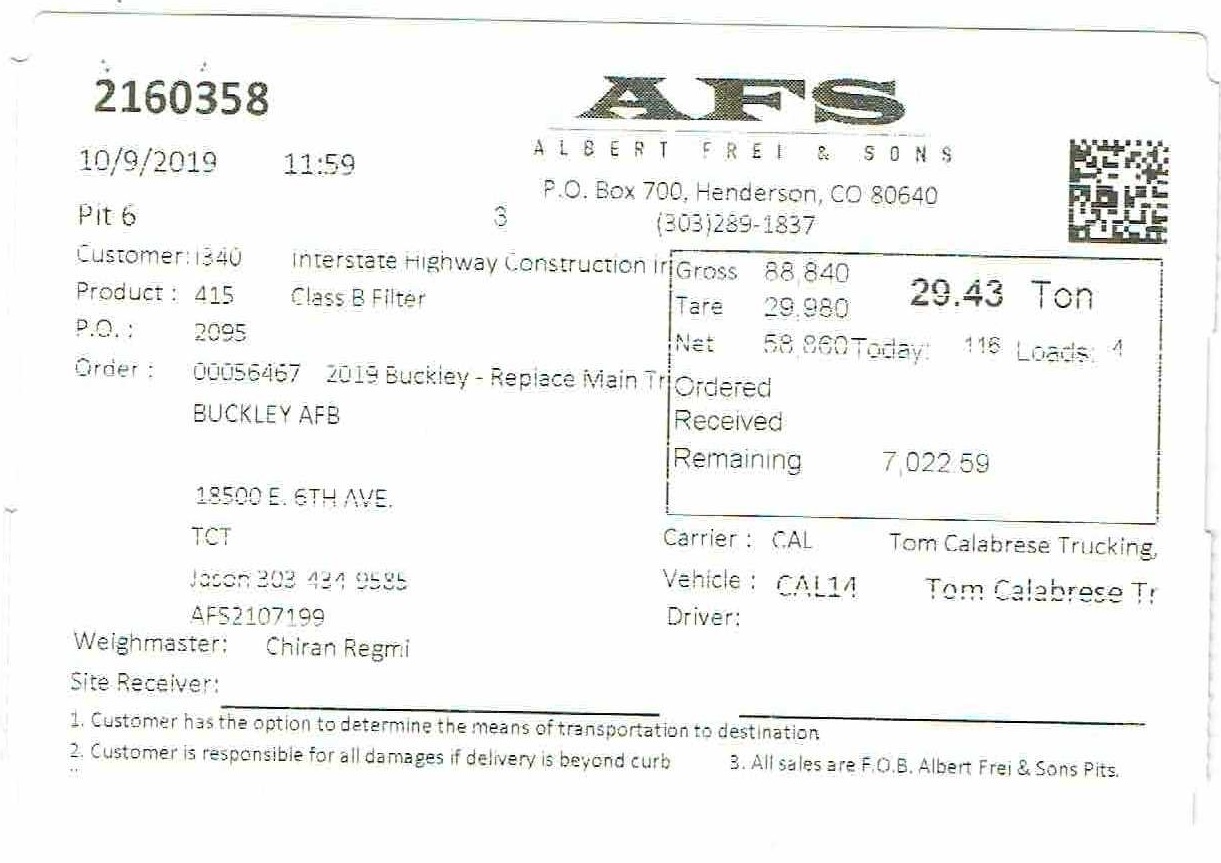 2160358
AFS
ALBERT FREI & SONS
10/9/2019 11:59
P.O. Box 700, Henderson, CO 80640
Pit 6 3 (303)289-1837
Customer: I340 Interstate Highway Construction In
Gross 88,840 29.43 Ton
Product : 415 Class B Filter
Tare 29,980
P.O. : 2095
Net 58,860 Today: 116 Loads: 4
Order : 00056467 2019 Buckley - Replace Main Tr
Ordered
BUCKLEY AFB
Received
Remaining 7,022.59
18500 E. 6TH AVE.
TCT
Carrier : CAL Tom Calabrese Trucking,
Jason 303 434 9585
Vehicle : CAL14 Tom Calabrese Tr
AFS2107199
Driver:
Weighmaster: Chiran Regmi
Site Receiver:
1. Customer has the option to determine the means of transportation to destination
2. Customer is responsible for all damages if delivery is beyond curb 3. All sales are F.O.B. Albert Frei & Sons Pits.